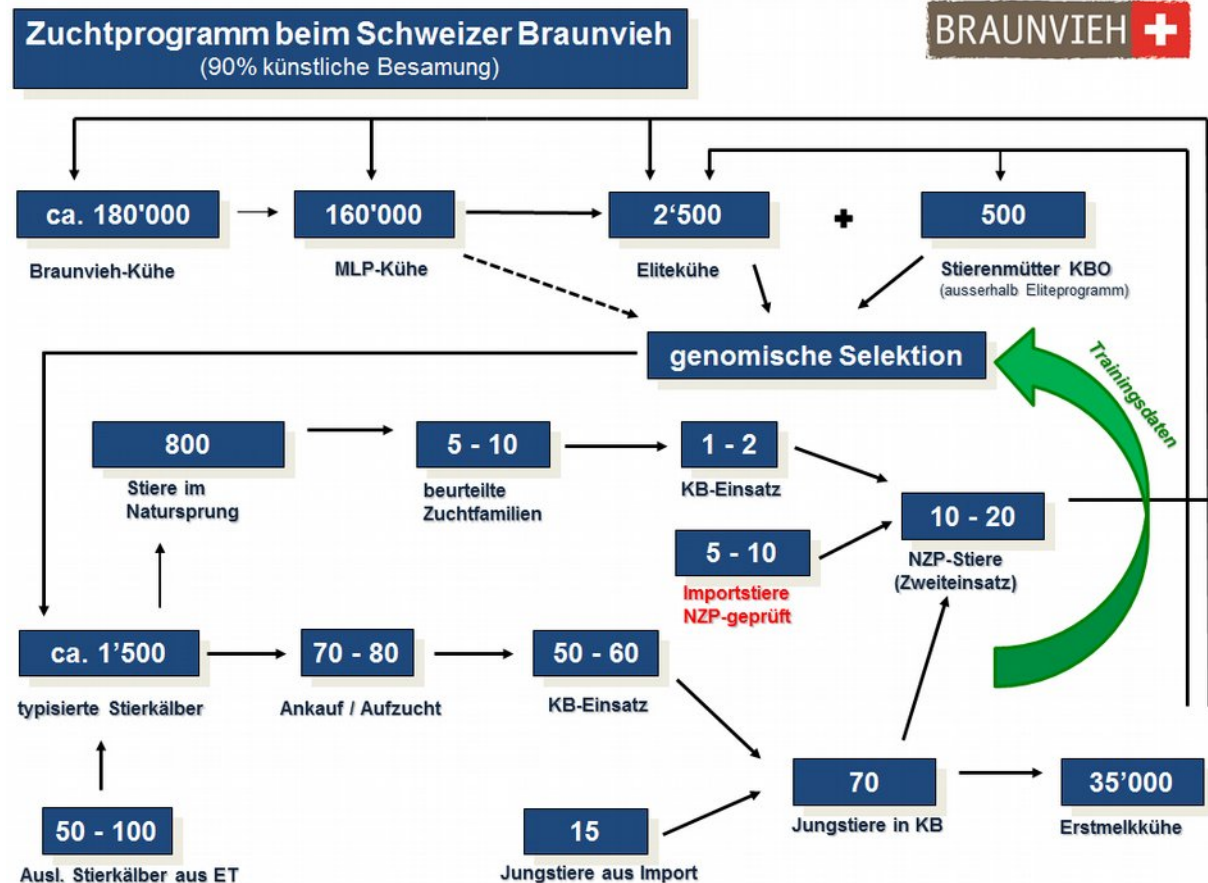 Zuchtprogramm beim Schweizer Braunvieh
(90% künstliche Besamung)
BRAUNVIEH
ca. 180'000
Braunvieh-Kühe
160'000
MLP-Kühe
2‘500
Elitekühe
500
Stierenmütter KBO
(ausserhalb Eliteprogramm)
genomische Selektion
Trainingsdaten
800
Stiere im
Natursprung
5 - 10
beurteilte
Zuchtfamilien
1 - 2
KB-Einsatz
5 - 10
Importstiere
NZP-geprüft
10 - 20
NZP-Stiere
(Zweiteinsatz)
ca. 1’500
typisierte Stierkälber
70 - 80
Ankauf / Aufzucht
50 - 60
KB-Einsatz
50 - 100
Ausl. Stierkälber aus ET
15
Jungstiere aus Import
70
Jungstiere in KB
35’000
Erstmelkkühe